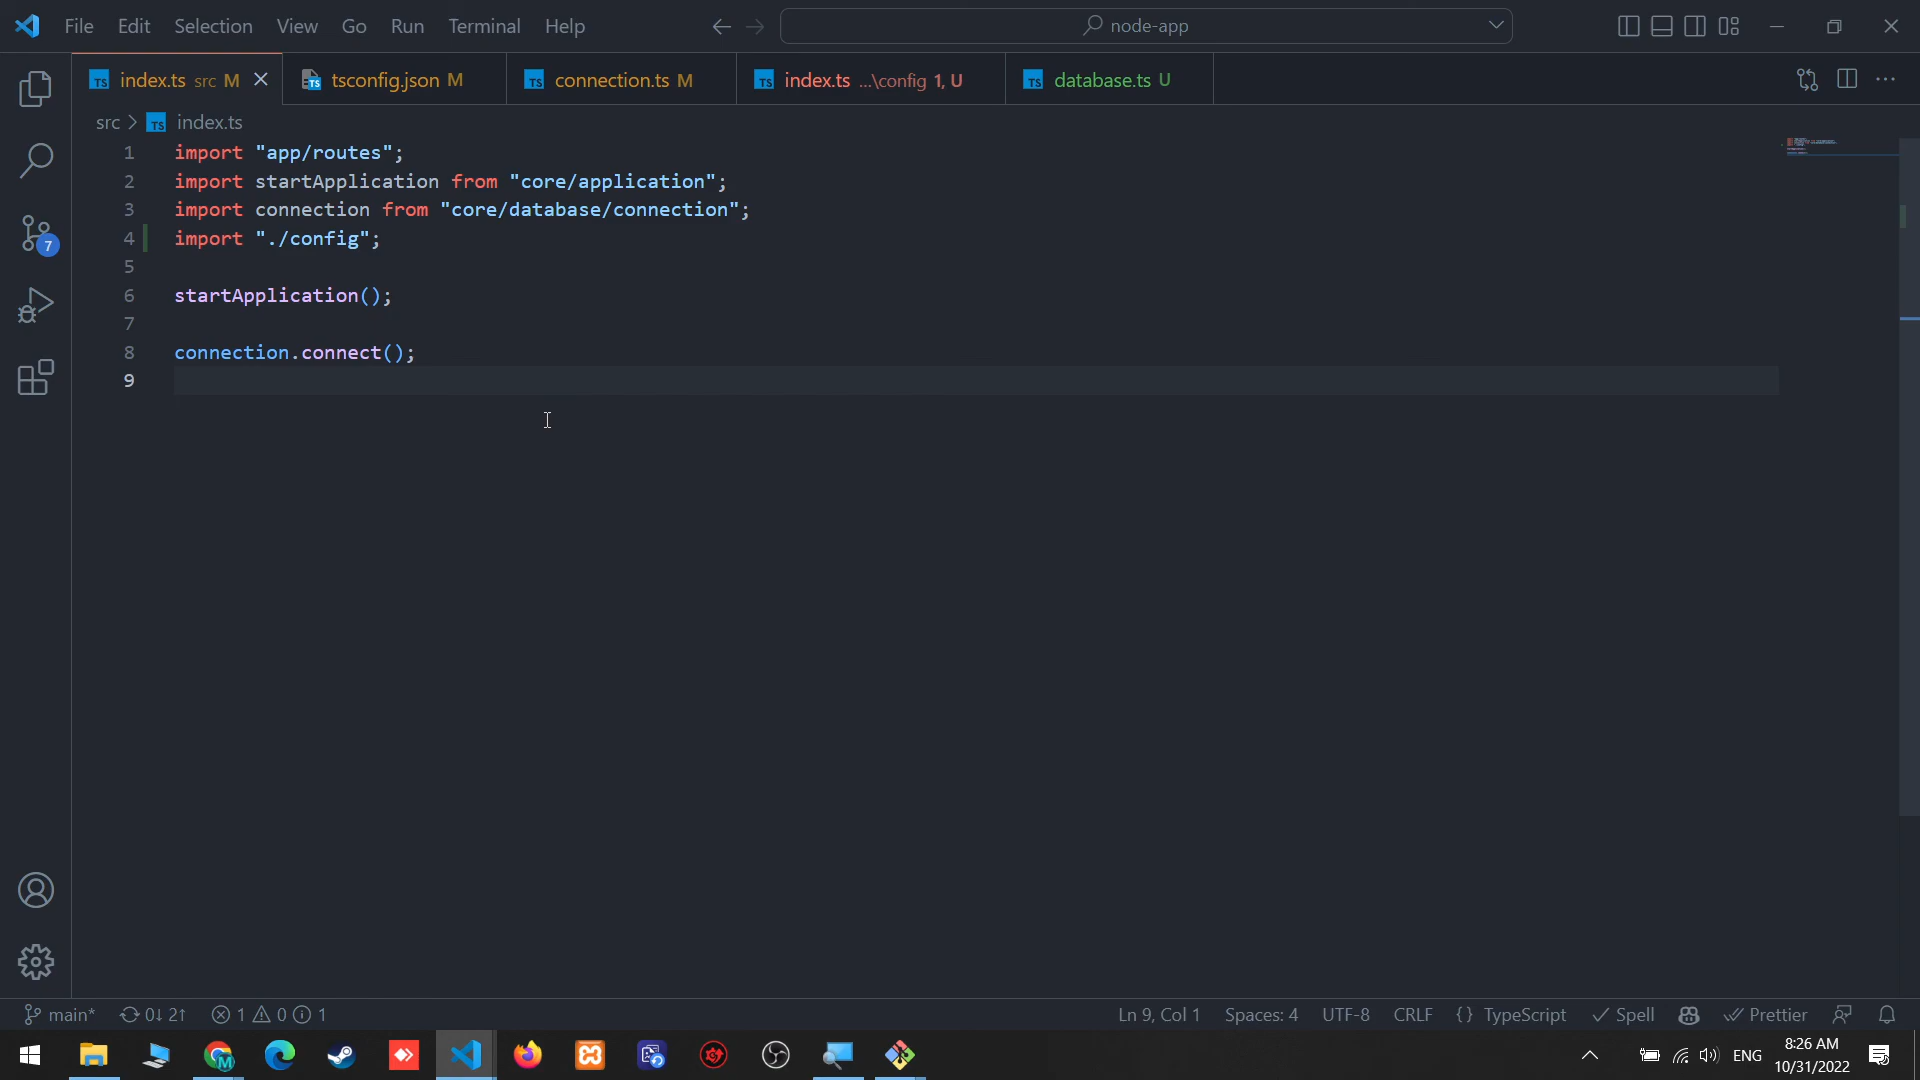 File Edit Selection View Go Run Terminal Help node-app
index.ts src M tsconfig.json M connection.ts M index.ts ...\config 1, U database.ts U
src > index.ts
1 import "app/routes";
2 import startApplication from "core/application";
3 import connection from "core/database/connection";
4 import "./config";
5
6 startApplication();
7
8 connection.connect();
9
7
main* 0↓ 2↑ 1 0 1 Ln 9, Col 1 Spaces: 4 UTF-8 CRLF {} TypeScript Spell Prettier
ENG 8:26 AM
10/31/2022